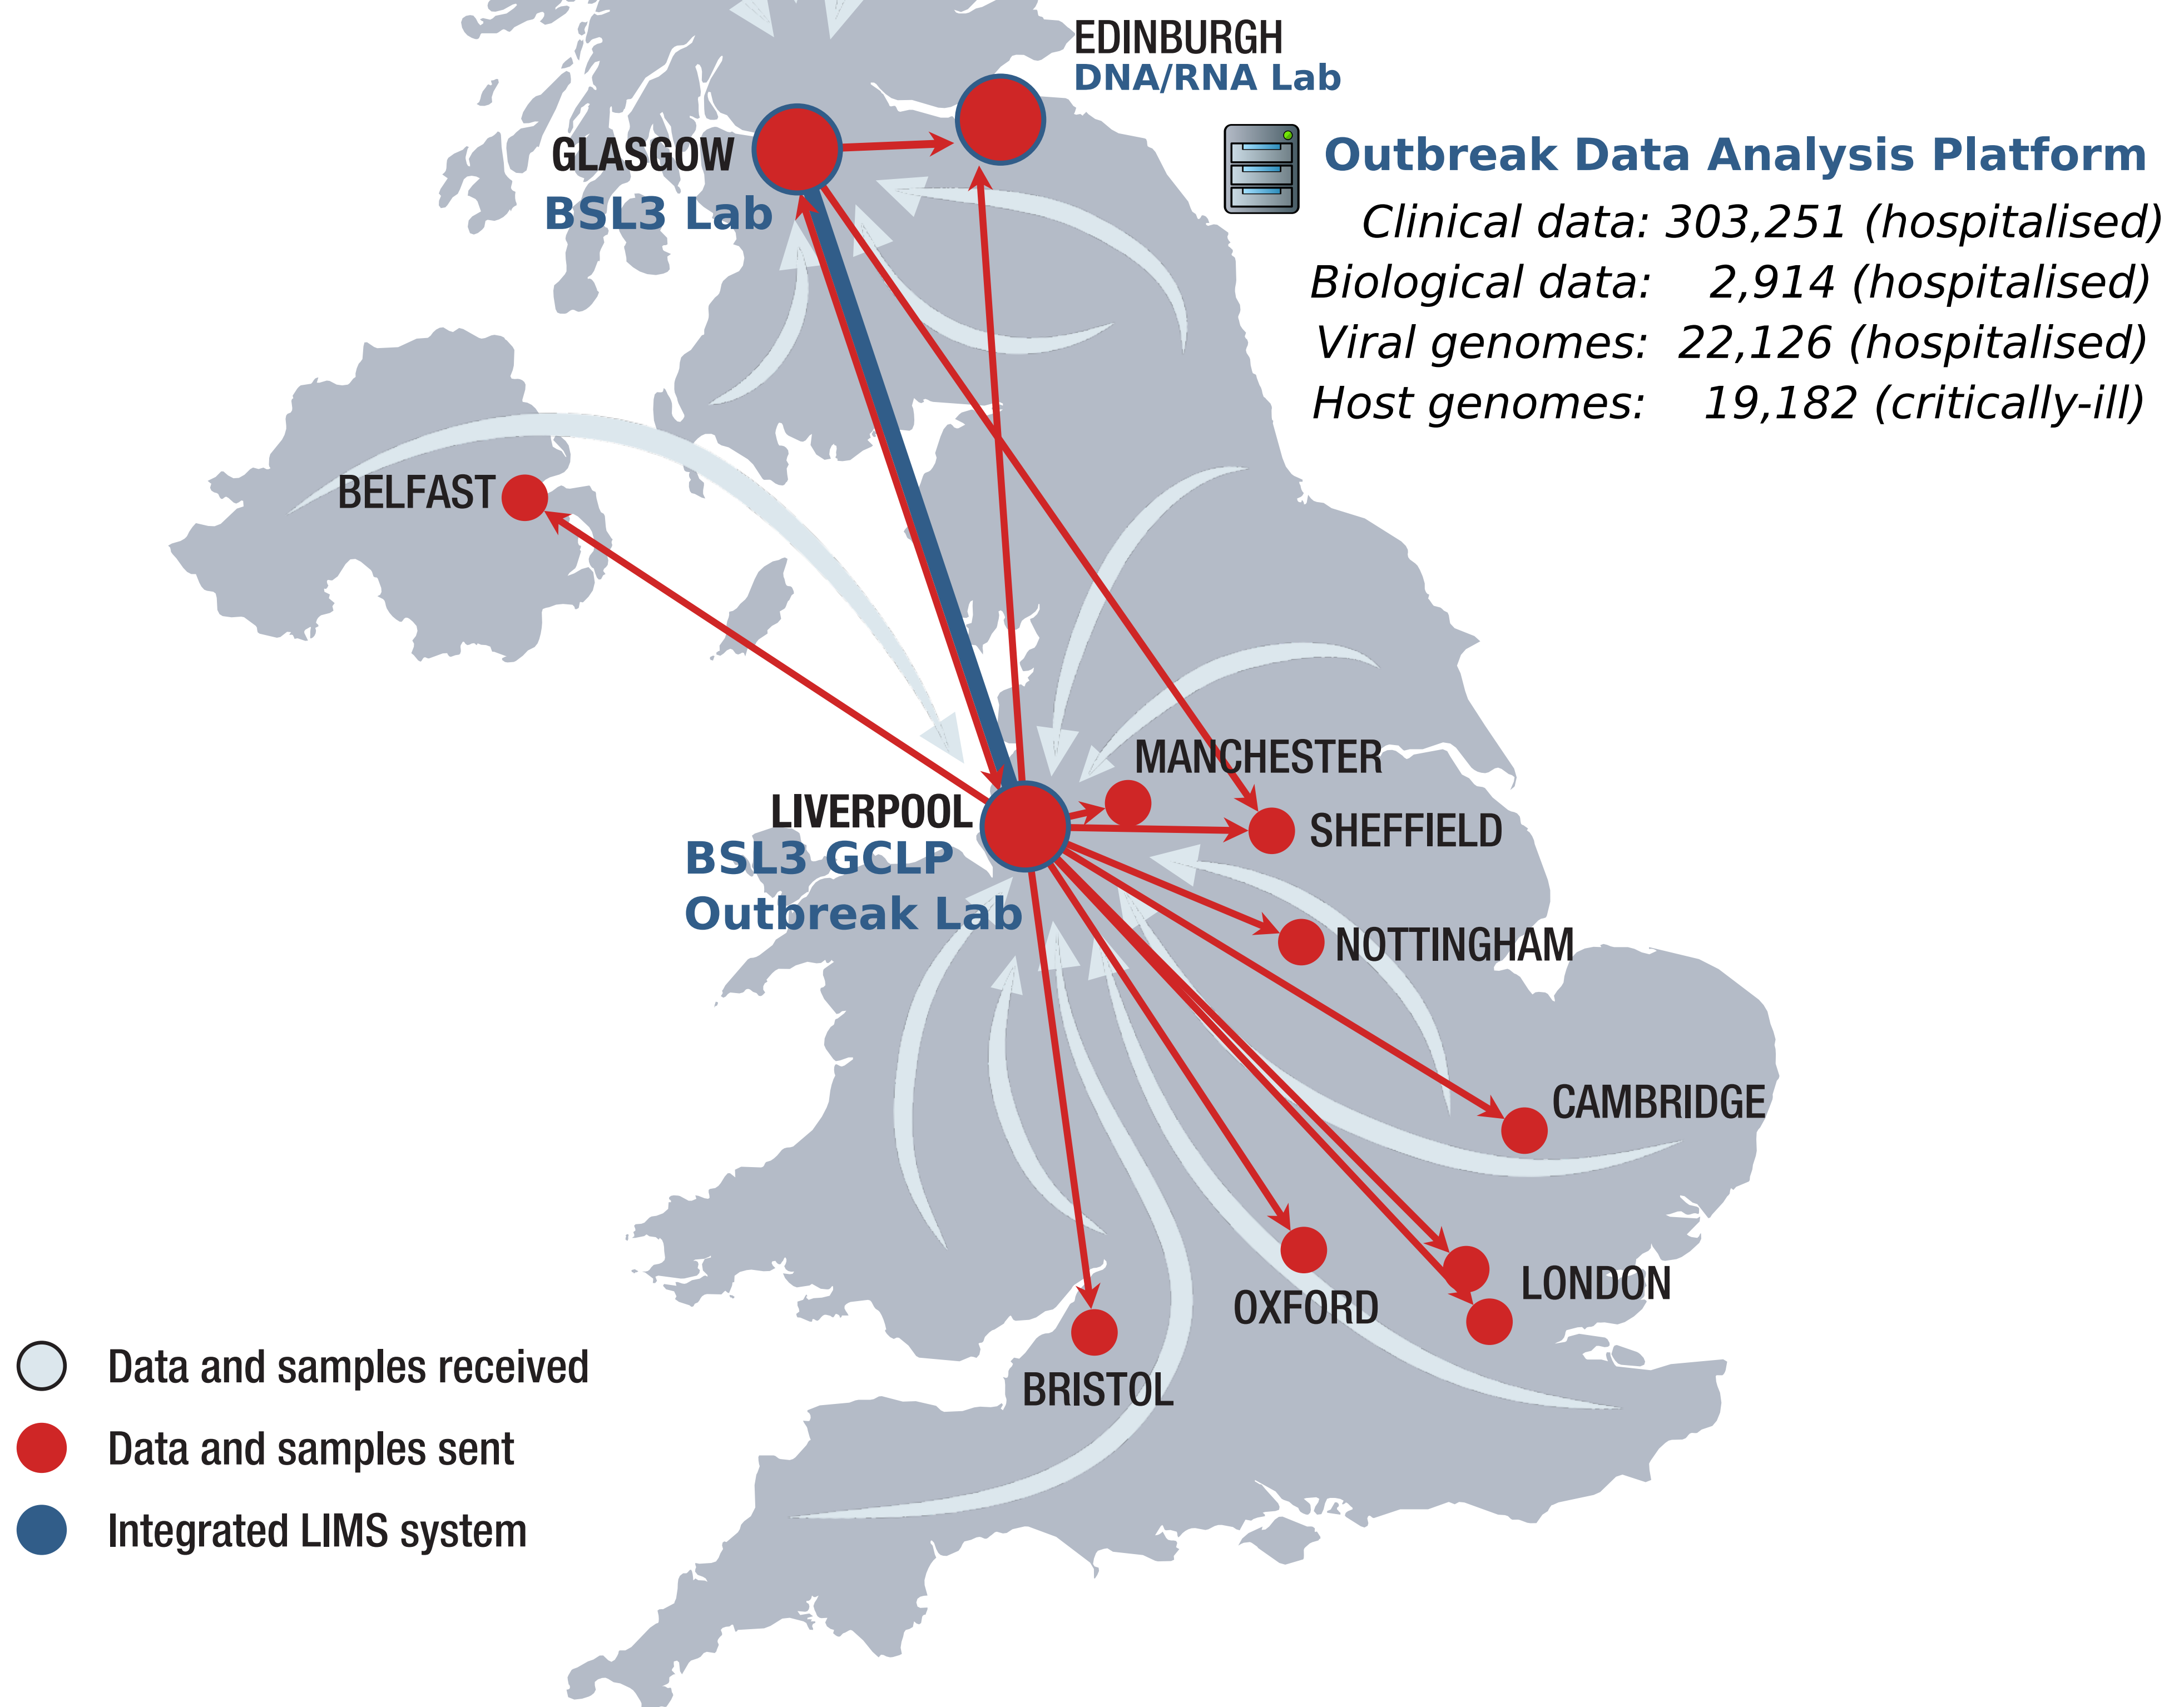 EDINBURGH
DNA/RNA Lab
GLASGOW
BSL3 Lab
Outbreak Data Analysis Platform
Clinical data: 303,251 (hospitalised)
Biological data: 2,914 (hospitalised)
Viral genomes: 22,126 (hospitalised)
Host genomes: 19,182 (critically-ill)
BELFAST
MANCHESTER
LIVERPOOL
BSL3 GCLP
Outbreak Lab
SHEFFIELD
NOTTINGHAM
CAMBRIDGE
LONDON
OXFORD
BRISTOL
Data and samples received
Data and samples sent
Integrated LIMS system